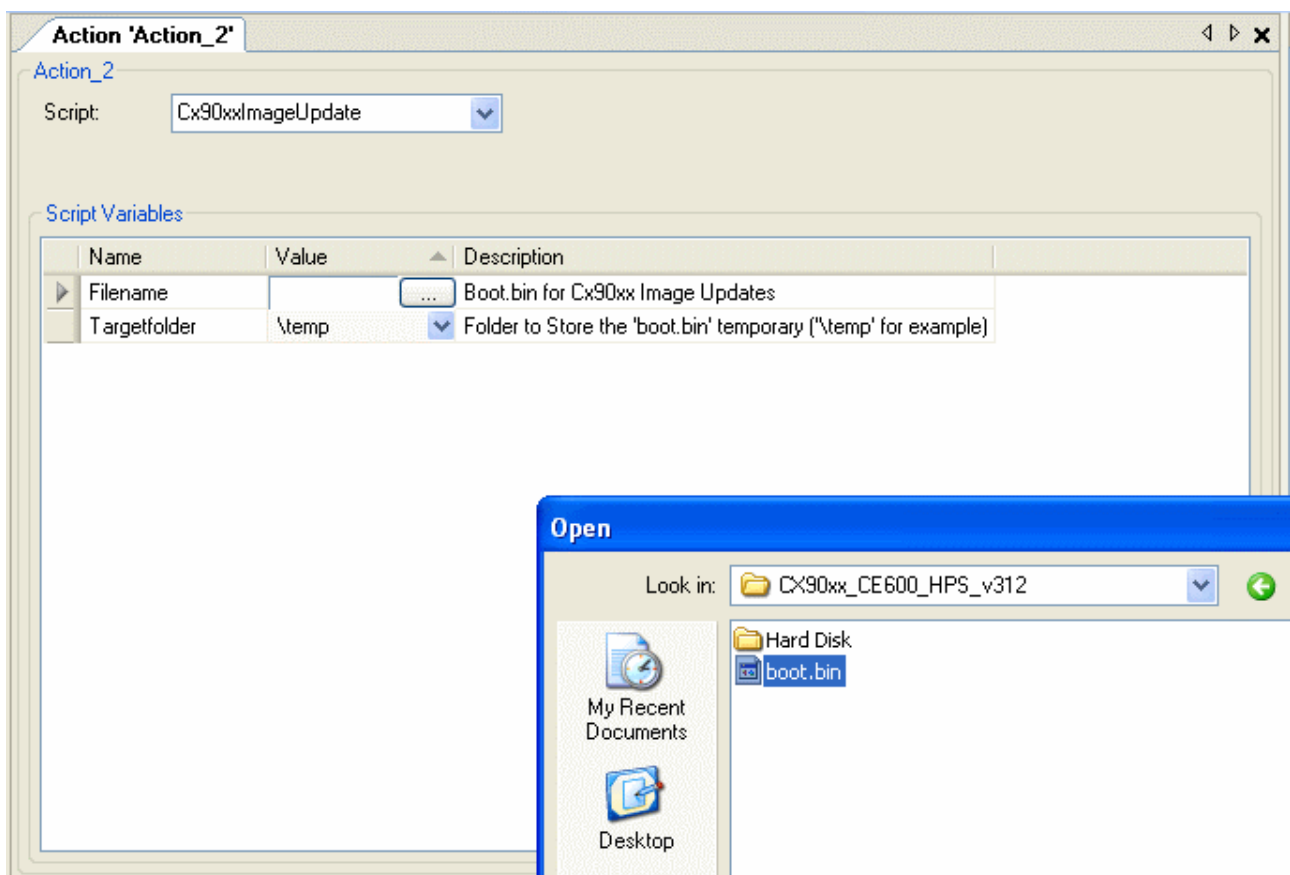 Action 'Action_2'
Action_2
Script: Cx90xxImageUpdate
Script Variables
Name Value Description
Filename ... Boot.bin for Cx90xx Image Updates
Targetfolder \temp Folder to Store the 'boot.bin' temporary ("\temp' for example)
Open
Look in: CX90xx_CE600_HPS_v312
Hard Disk
boot.bin
My Recent
Documents
Desktop